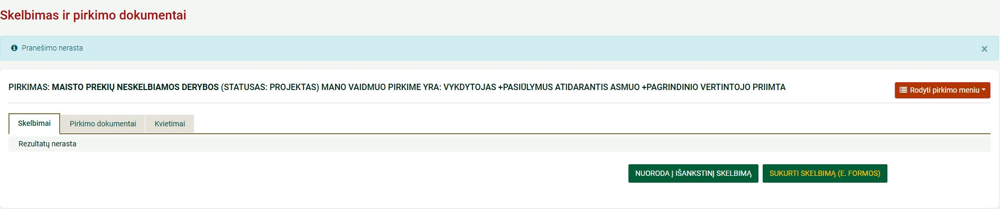 Skelbimas ir pirkimo dokumentai
Pranešimo nerasta
×
PIRKIMAS: MAISTO PREKIŲ NESKELBIAMOS DERYBOS (STATUSAS: PROJEKTAS) MANO VAIDMUO PIRKIME YRA: VYKDYTOJAS +PASIŪLYMUS ATIDARANTIS ASMUO +PAGRINDINIO VERTINTOJO PRIIMTA
Rodyti pirkimo meniu
Skelbimai Pirkimo dokumentai Kvietimai
Rezultatų nerasta
NUORODA Į IŠANKSTINĮ SKELBIMĄ SUKURTI SKELBIMĄ (E. FORMOS)